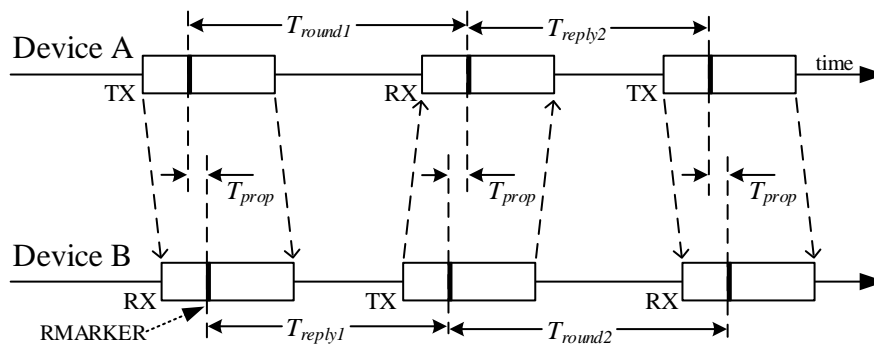 T_round1
T_reply2
Device A
time
TX RX TX
T_prop T_prop T_prop
Device B
RX TX RX
RMARKER
T_reply1
T_round2